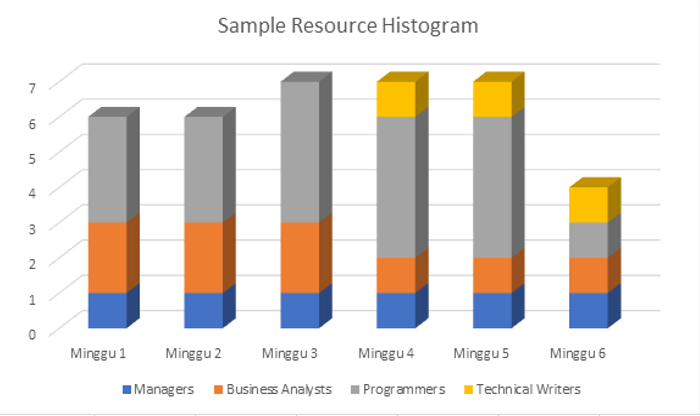 Sample Resource Histogram
7
6
5
4
3
2
1
0
Minggu 1 Minggu 2 Minggu 3 Minggu 4 Minggu 5 Minggu 6
Managers Business Analysts Programmers Technical Writers